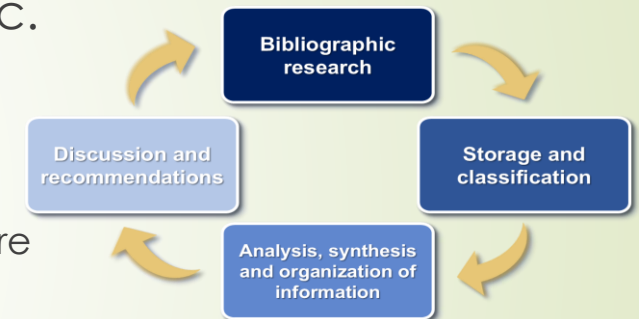 c.
Bibliographic
research
Discussion and
recommendations
Storage and
classification
re
Analysis, synthesis
and organization of
information